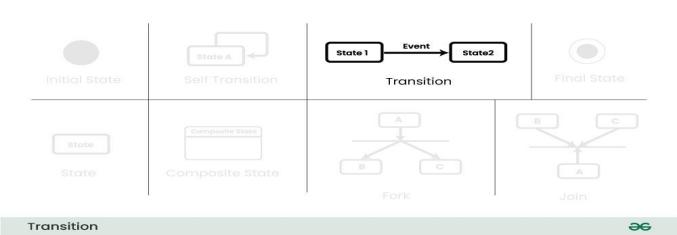 State 1
Event
State2
State A
Initial State
Self Transition
Transition
Final State
State
Composite State
A
B
C
B
C
A
State
Composite State
Fork
Join
Transition